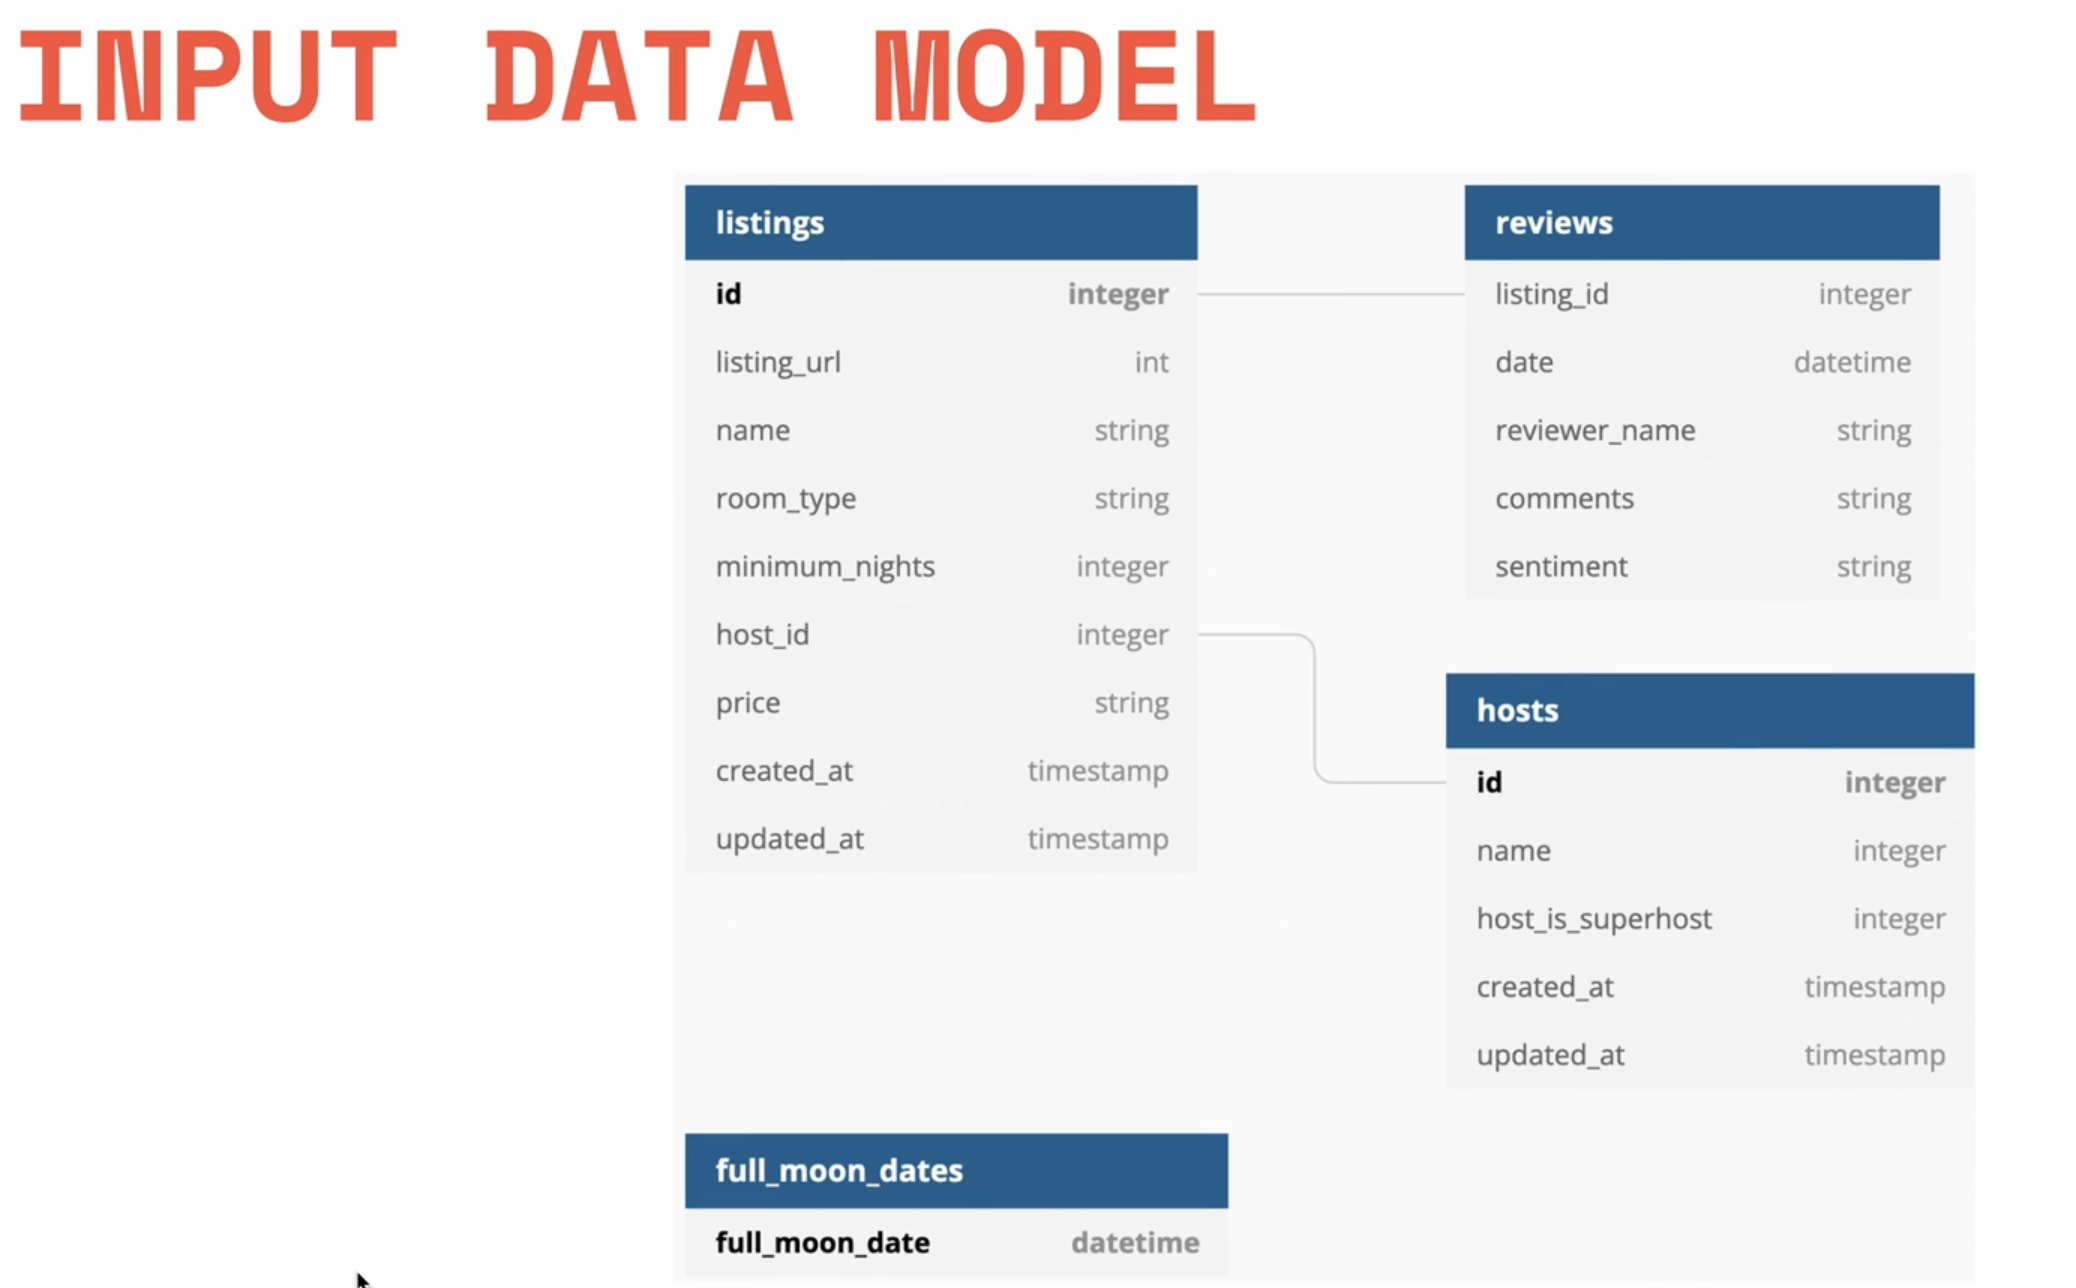 INPUT DATA MODEL
listings
id integer
listing_url int
name string
room_type string
minimum_nights integer
host_id integer
price string
created_at timestamp
updated_at timestamp
reviews
listing_id integer
date datetime
reviewer_name string
comments string
sentiment string
hosts
id integer
name integer
host_is_superhost integer
created_at timestamp
updated_at timestamp
full_moon_dates
full_moon_date datetime